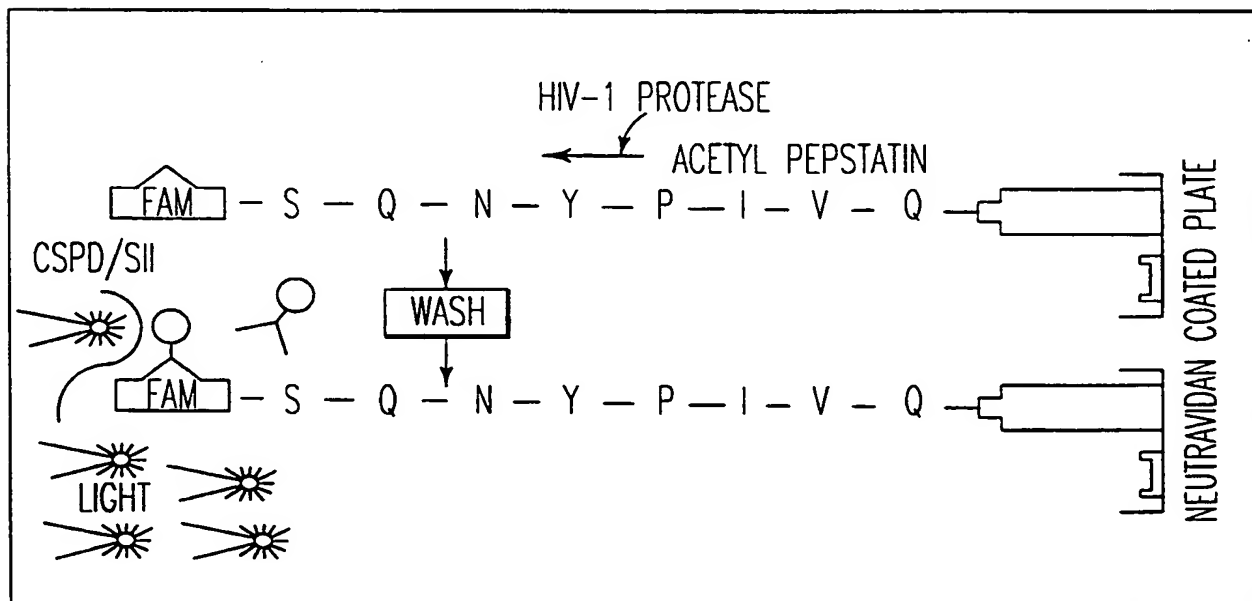 HIV-1 PROTEASE
ACETYL PEPSTATIN
FAM - S - Q - N - Y - P - I - V - Q
CSPD/SII
WASH
FAM - S - Q - N - Y - P - I - V - Q
LIGHT
NEUTRAVIDAN COATED PLATE